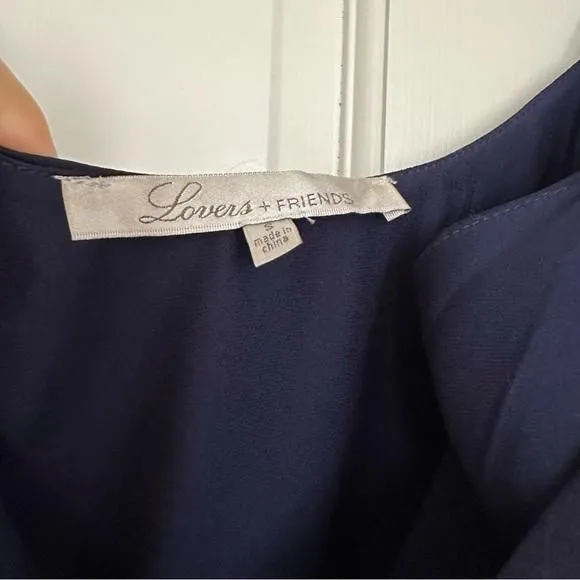 Lovers + FRIENDS
S
made in
china